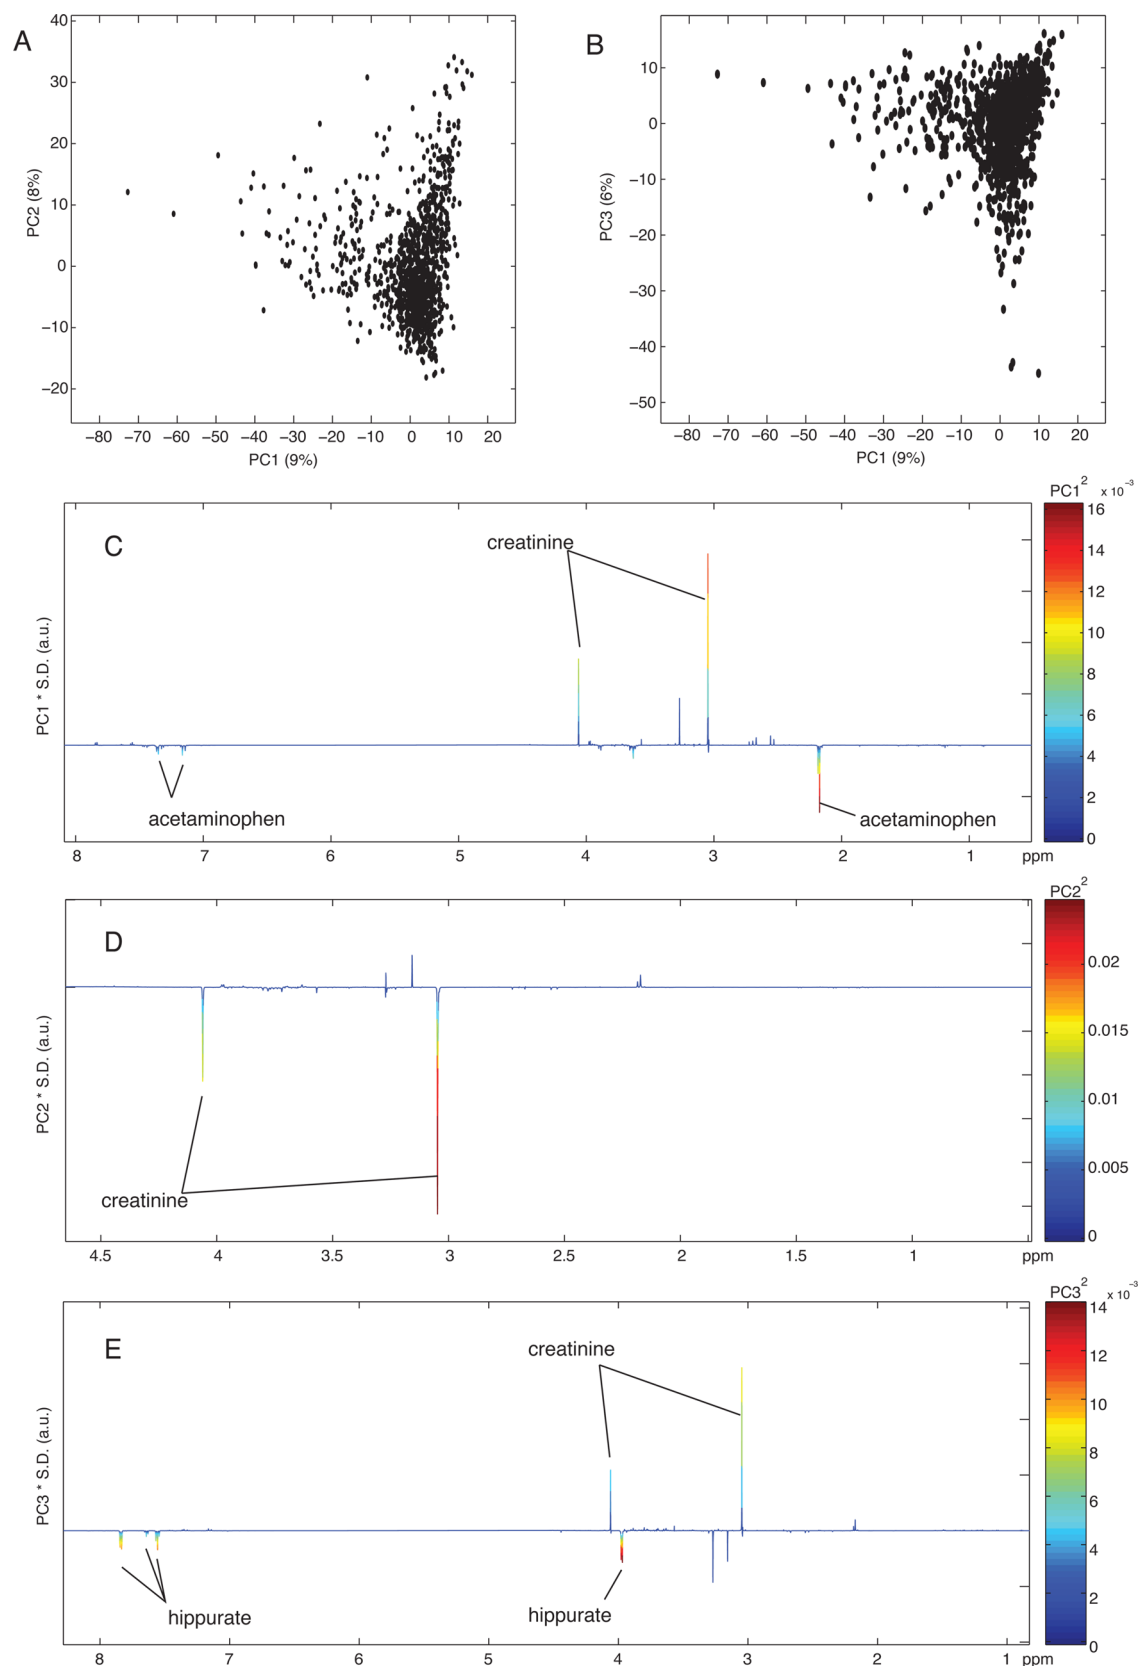 A
40
30
20
10
0
−10
−20
PC2 (8%)
−80 −70 −60 −50 −40 −30 −20 −10 0 10 20
PC1 (9%)
B
10
0
−10
−20
−30
−40
−50
PC3 (6%)
−80 −70 −60 −50 −40 −30 −20 −10 0 10 20
PC1 (9%)
C
PC1 * S.D. (a.u.)
creatinine
acetaminophen
acetaminophen
8 7 6 5 4 3 2 1 ppm
PC1²
x 10⁻³
16
14
12
10
8
6
4
2
0
D
PC2 * S.D. (a.u.)
creatinine
4.5 4 3.5 3 2.5 2 1.5 1 ppm
PC2²
0.02
0.015
0.01
0.005
0
E
PC3 * S.D. (a.u.)
creatinine
hippurate
hippurate
8 7 6 5 4 3 2 1 ppm
PC3²
x 10⁻³
14
12
10
8
6
4
2
0